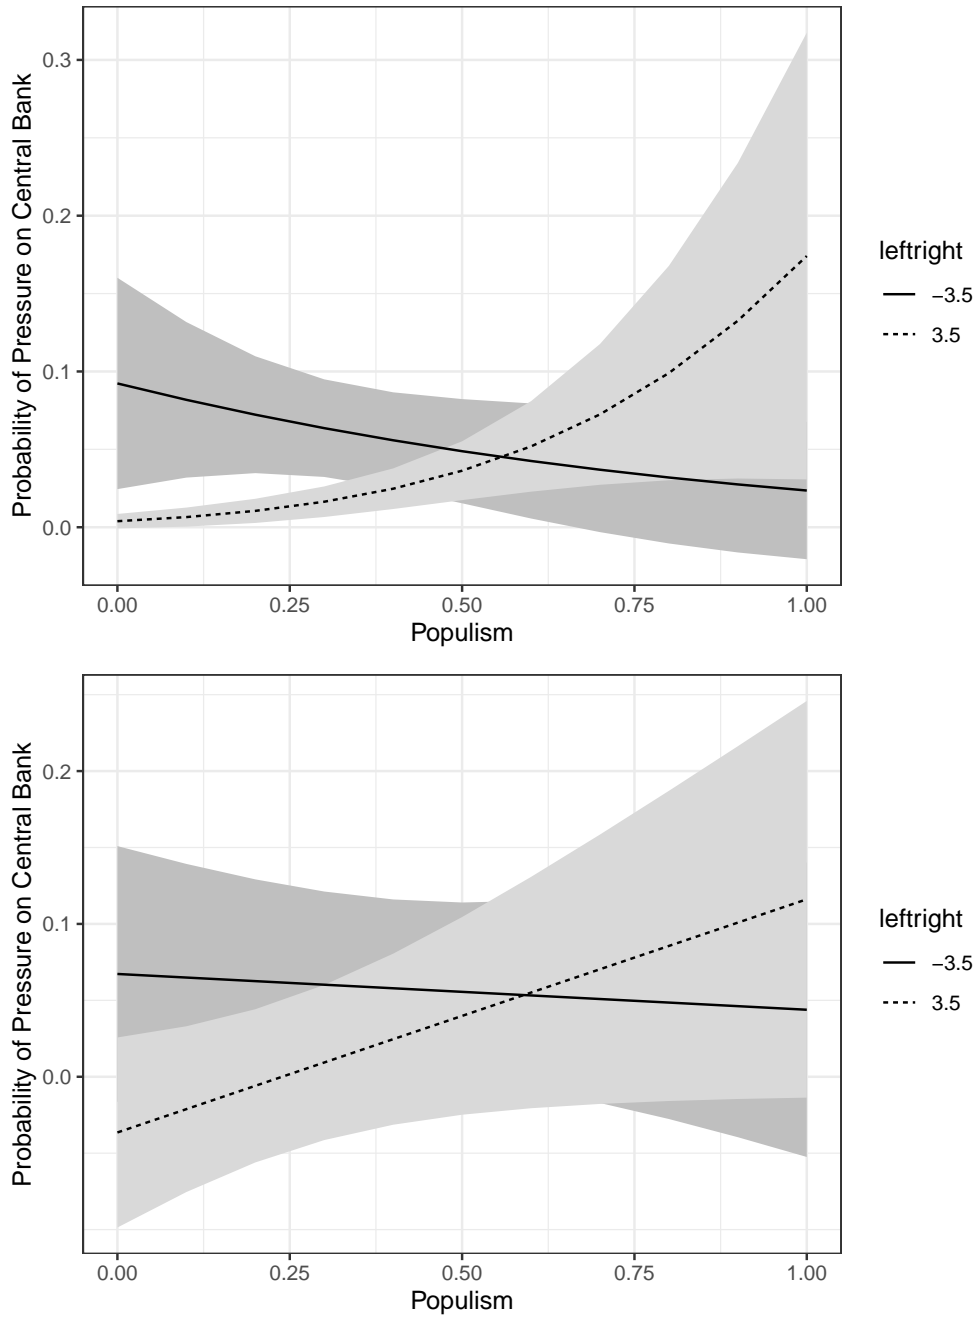 Probability of Pressure on Central Bank
0.3
0.2
0.1
0.0
0.00 0.25 0.50 0.75 1.00
Populism
leftright
−3.5
3.5
Probability of Pressure on Central Bank
0.2
0.1
0.0
0.00 0.25 0.50 0.75 1.00
Populism
leftright
−3.5
3.5